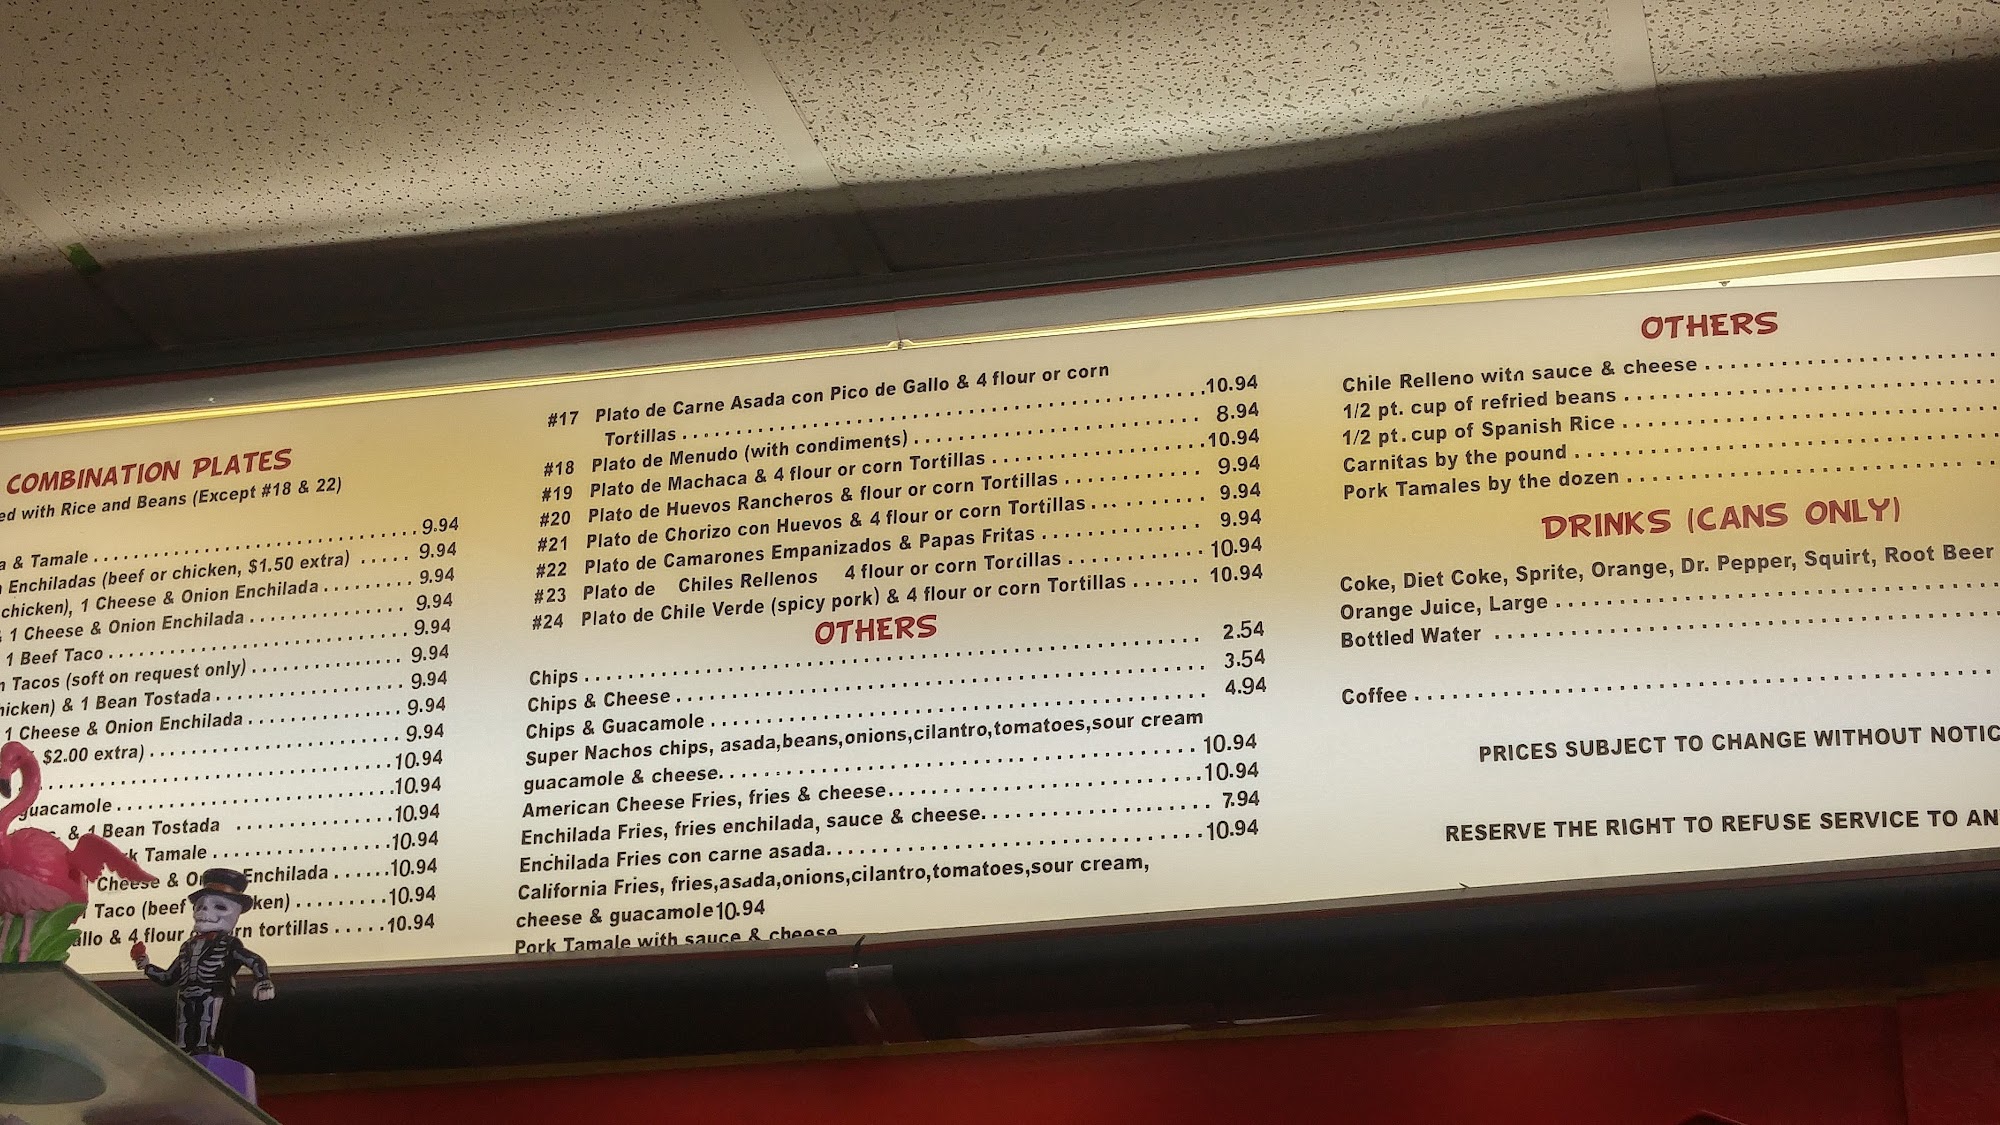 COMBINATION PLATES
ed with Rice and Beans (Except #18 & 22)
a & Tamale . . . . . 9.94
Enchiladas (beef or chicken, $1.50 extra) . . . . . 9.94
chicken), 1 Cheese & Onion Enchilada . . . . . 9.94
& 1 Cheese & Onion Enchilada . . . . . 9.94
1 Beef Taco . . . . . 9.94
Tacos (soft on request only) . . . . . 9.94
hicken) & 1 Bean Tostada . . . . . 9.94
1 Cheese & Onion Enchilada . . . . . 9.94
$2.00 extra) . . . . . 9.94
. . . . . 10.94
guacamole . . . . . 10.94
& 1 Bean Tostada . . . . . 10.94
Tamale . . . . . 10.94
Cheese & Enchilada . . . . . 10.94
Taco (beef ken) . . . . . 10.94
allo & 4 flour rn tortillas . . . . . 10.94
#17 Plato de Carne Asada con Pico de Gallo & 4 flour or corn
Tortillas . . . . . 10.94
#18 Plato de Menudo (with condiments) . . . . . 8.94
#19 Plato de Machaca & 4 flour or corn Tortillas . . . . . 10.94
#20 Plato de Huevos Rancheros & flour or corn Tortillas . . . . . 9.94
#21 Plato de Chorizo con Huevos & 4 flour or corn Tortillas . . . . . 9.94
#22 Plato de Camarones Empanizados & Papas Fritas . . . . . 9.94
#23 Plato de Chiles Rellenos 4 flour or corn Tortillas . . . . . 10.94
#24 Plato de Chile Verde (spicy pork) & 4 flour or corn Tortillas . . . . . 10.94
OTHERS
Chips . . . . . 2.54
Chips & Cheese . . . . . 3.54
Chips & Guacamole . . . . . 4.94
Super Nachos chips, asada,beans,onions,cilantro,tomatoes,sour cream
guacamole & cheese. . . . . 10.94
American Cheese Fries, fries & cheese. . . . . 10.94
Enchilada Fries, fries enchilada, sauce & cheese. . . . . 7.94
Enchilada Fries con carne asada. . . . . 10.94
California Fries, fries,asada,onions,cilantro,tomatoes,sour cream,
cheese & guacamole10.94
Pork Tamale with sauce & cheese
OTHERS
Chile Relleno with sauce & cheese . . . . .
1/2 pt. cup of refried beans . . . . .
1/2 pt. cup of Spanish Rice . . . . .
Carnitas by the pound . . . . .
Pork Tamales by the dozen . . . . .
DRINKS (CANS ONLY)
Coke, Diet Coke, Sprite, Orange, Dr. Pepper, Squirt, Root Beer
Orange Juice, Large . . . . .
Bottled Water . . . . .
Coffee . . . . .
PRICES SUBJECT TO CHANGE WITHOUT NOTIC
RESERVE THE RIGHT TO REFUSE SERVICE TO AN